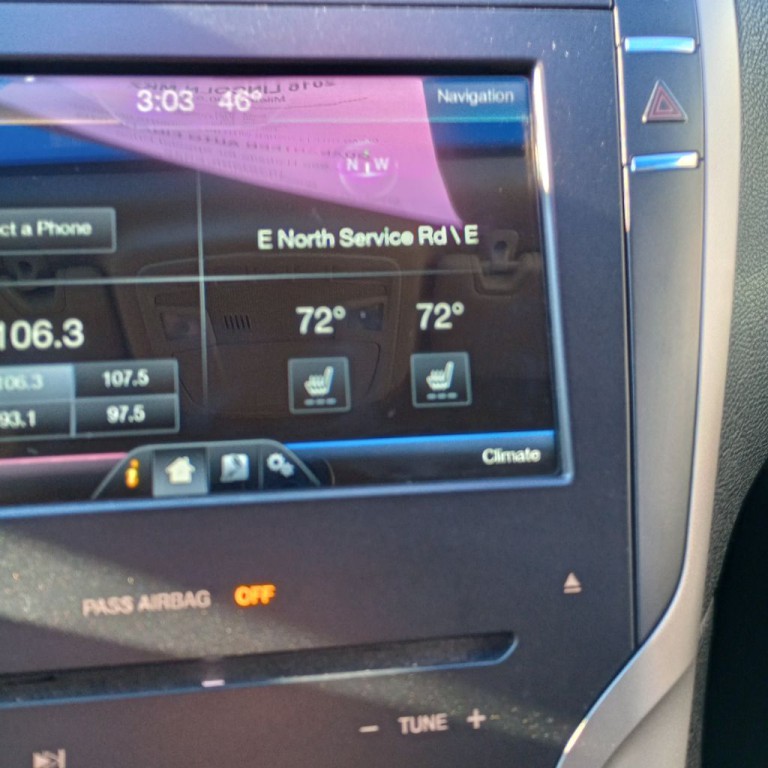 3:03 46°
Navigation
N W
ct a Phone
E North Service Rd \ E
106.3
72° 72°
106.3 107.5
93.1 97.5
Climate
PASS AIRBAG OFF
– TUNE +